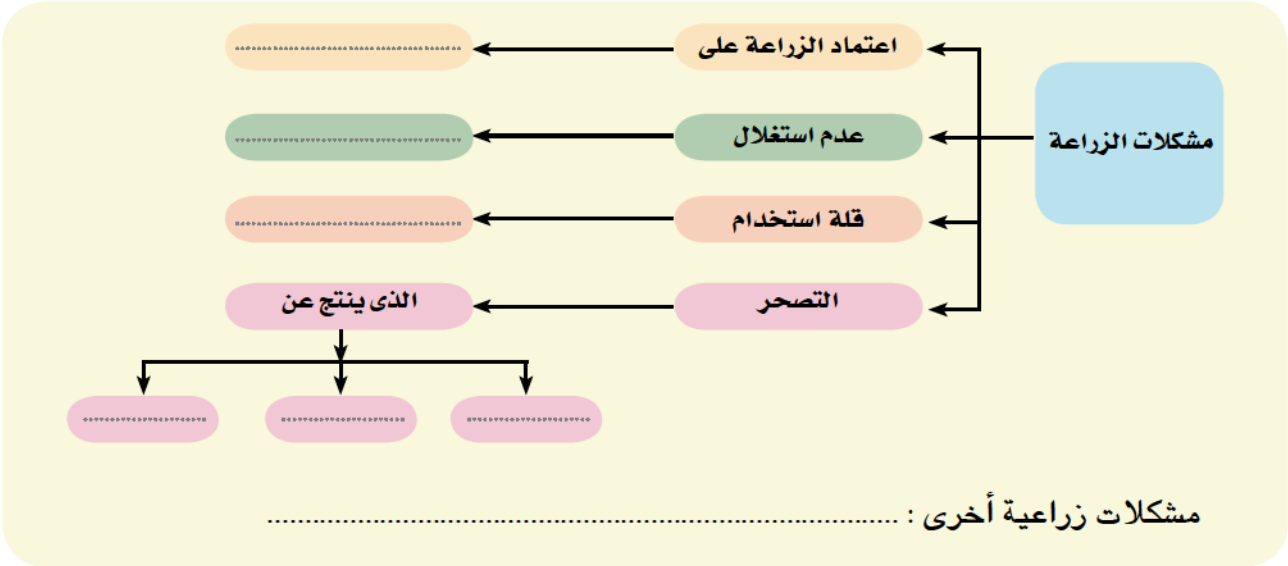 مشكلات الزراعة
اعتماد الزراعة على
................................
عدم استغلال
................................
قلة استخدام
................................
التصحر
الذى ينتج عن
....................
....................
....................
مشكلات زراعية أخرى : ....................................................................................